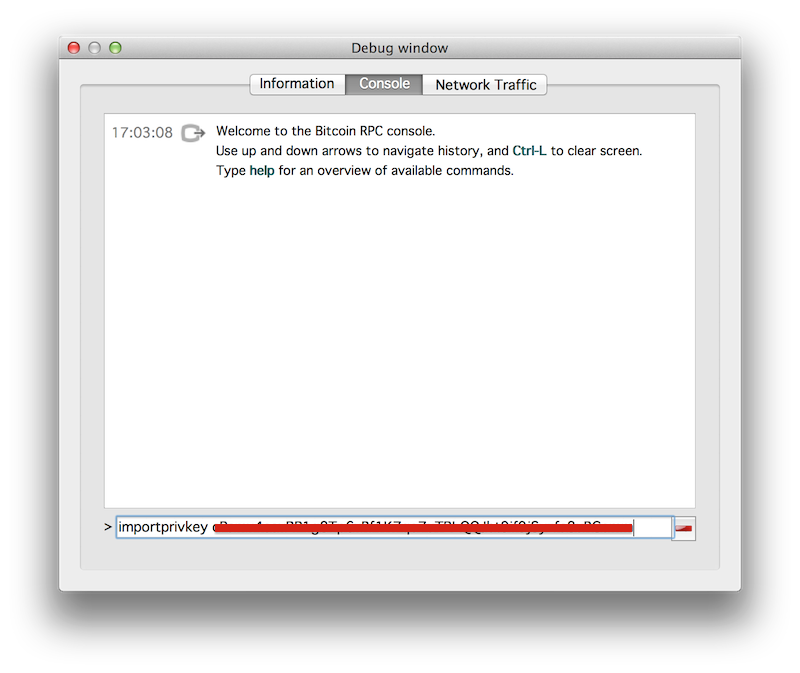 Debug window
Information Console Network Traffic
17:03:08 Welcome to the Bitcoin RPC console.
Use up and down arrows to navigate history, and Ctrl-L to clear screen.
Type help for an overview of available commands.
> importprivkey